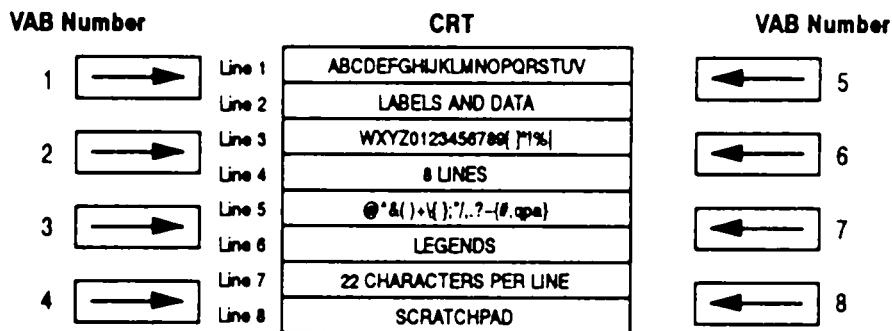 VAB Number CRT VAB Number
1 Line 1 ABCDEFGHIJKLMNOPQRSTUV 5
Line 2 LABELS AND DATA
2 Line 3 WXYZ0123456789[ ]"!%| 6
Line 4 8 LINES
3 Line 5 @*&( )+\{ }:"/,.?-{#,qpa} 7
Line 6 LEGENDS
4 Line 7 22 CHARACTERS PER LINE 8
Line 8 SCRATCHPAD